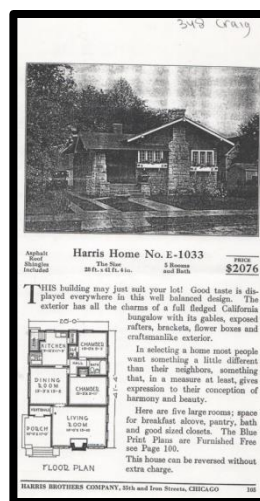 348 Craig
Harris Home No. E-1033
Asphalt
Roof
Shingles
Included
The Size
28 ft. x 41 ft. 4 in.
5 Rooms
and Bath
PRICE
$2076
THIS building may just suit your lot! Good taste is dis-
played everywhere in this well balanced design. The
exterior has all the charms of a full fledged California
bungalow with its gables, exposed
rafters, brackets, flower boxes and
craftsmanlike exterior.
In selecting a home most people
want something a little different
than their neighbors, something
that, in a measure at least, gives
expression to their conception of
harmony and beauty.
Here are five large rooms; space
for breakfast alcove, pantry, bath
and good sized closets. The Blue
Print Plans are Furnished Free
see Page 100.
This house can be reversed without
extra charge.
KITCHEN
CHAMBER
HALL
DINING
ROOM
CHAMBER
VESTIBULE
LIVING
ROOM
PORCH
FLOOR PLAN
HARRIS BROTHERS COMPANY, 35th and Iron Streets, CHICAGO